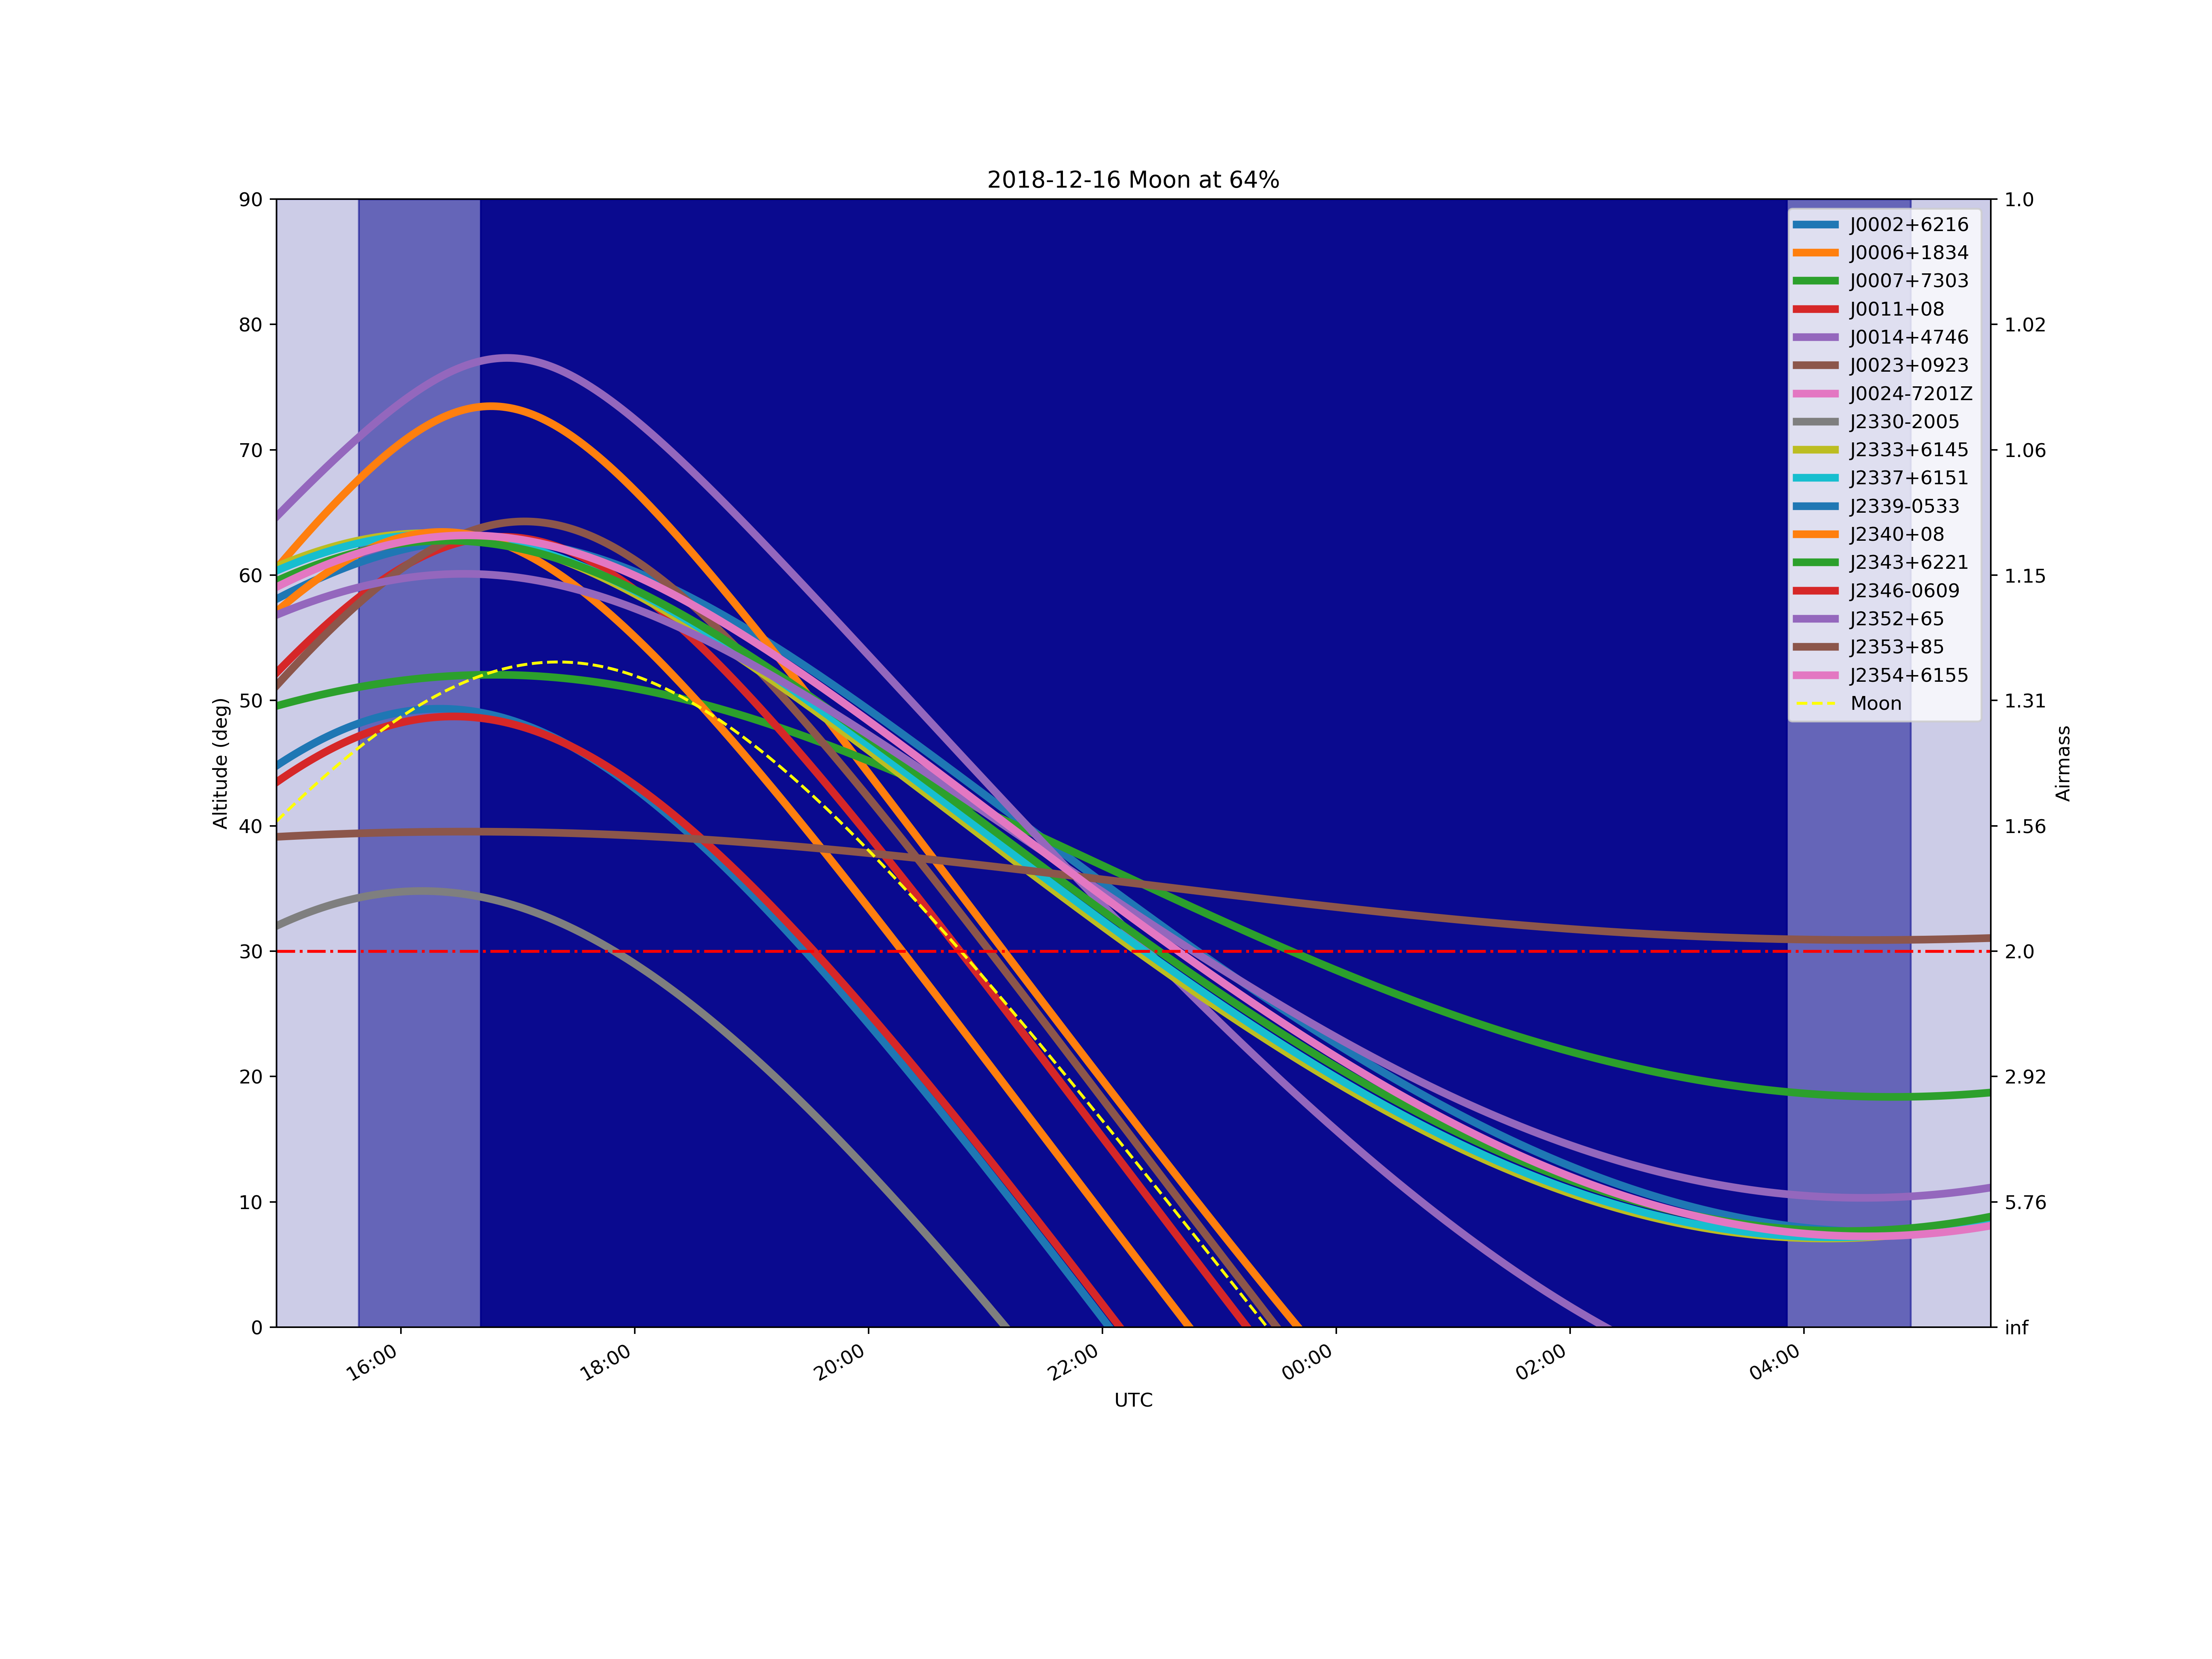 2018-12-16 Moon at 64%
Altitude (deg)
90
80
70
60
50
40
30
20
10
0
J0002+6216
J0006+1834
J0007+7303
J0011+08
J0014+4746
J0023+0923
J0024-7201Z
J2330-2005
J2333+6145
J2337+6151
J2339-0533
J2340+08
J2343+6221
J2346-0609
J2352+65
J2353+85
J2354+6155
Moon
1.0
1.02
1.06
1.15
1.31
1.56
2.0
2.92
5.76
inf
Airmass
16:00
18:00
20:00
22:00
00:00
02:00
04:00
UTC